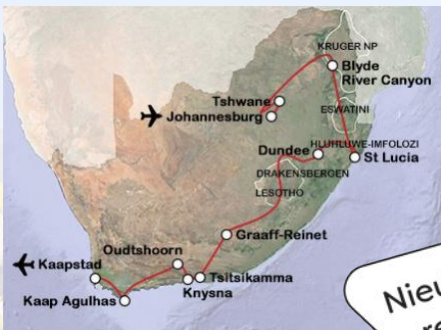 KRUGER NP
Blyde
River Canyon
Tshwane
Johannesburg
ESWATINI
HLUHLUWE-IMFOLOZI
Dundee
St Lucia
DRAKENSBERGEN
LESOTHO
Graaff-Reinet
Oudtshoorn
Kaapstad
Tsitsikamma
Knysna
Kaap Agulhas